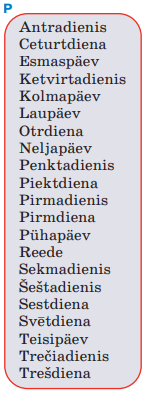 P
Antradienis
Ceturtdiena
Esmaspäev
Ketvirtadienis
Kolmapäev
Laupäev
Otrdiena
Neljapäev
Penktadienis
Piektdiena
Pirmadienis
Pirmdiena
Pühapäev
Reede
Sekmadienis
Šeštadienis
Sestdiena
Svētdiena
Teisipäev
Trečiadienis
Trešdiena